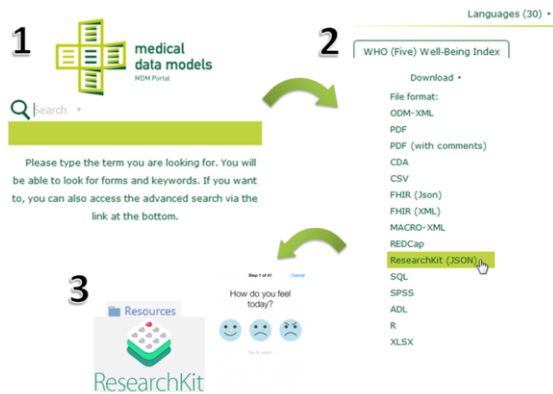 1
medical
data models
MDM Portal
Search
Please type the term you are looking for. You will
be able to look for forms and keywords. If you want
to, you can also access the advanced search via the
link at the bottom.
2
Languages (30)
WHO (Five) Well-Being Index
Download
File format:
ODM-XML
PDF
PDF (with comments)
CDA
CSV
FHIR (Json)
FHIR (XML)
MACRO-XML
REDCap
ResearchKit (JSON)
SQL
SPSS
ADL
R
XLSX
3
Resources
ResearchKit
Step 1 of 41 Cancel
How do you feel
today?
Tap to select